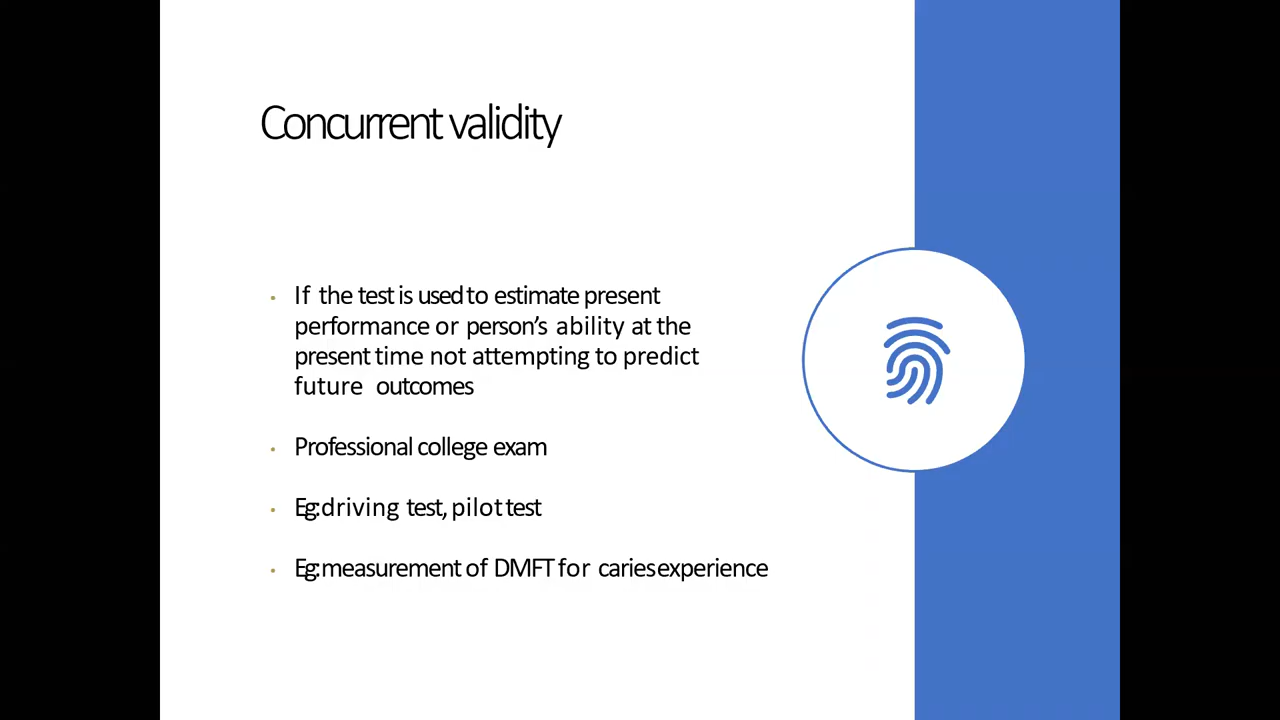 Concurrent validity
• If the test is used to estimate present
performance or person's ability at the
present time not attempting to predict
future outcomes
• Professional college exam
• Eg:driving test, pilot test
• Eg:measurement of DMFT for caries experience